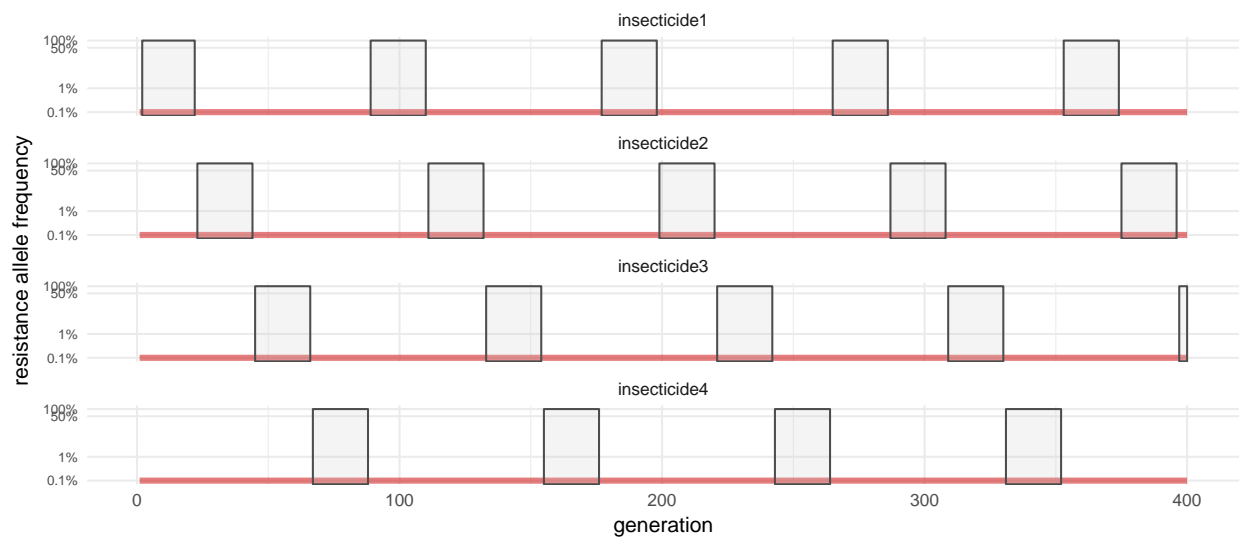 insecticide1
100%
50%
1%
0.1%
insecticide2
100%
50%
1%
0.1%
insecticide3
100%
50%
1%
0.1%
insecticide4
100%
50%
1%
0.1%
0 100 200 300 400
generation
resistance allele frequency